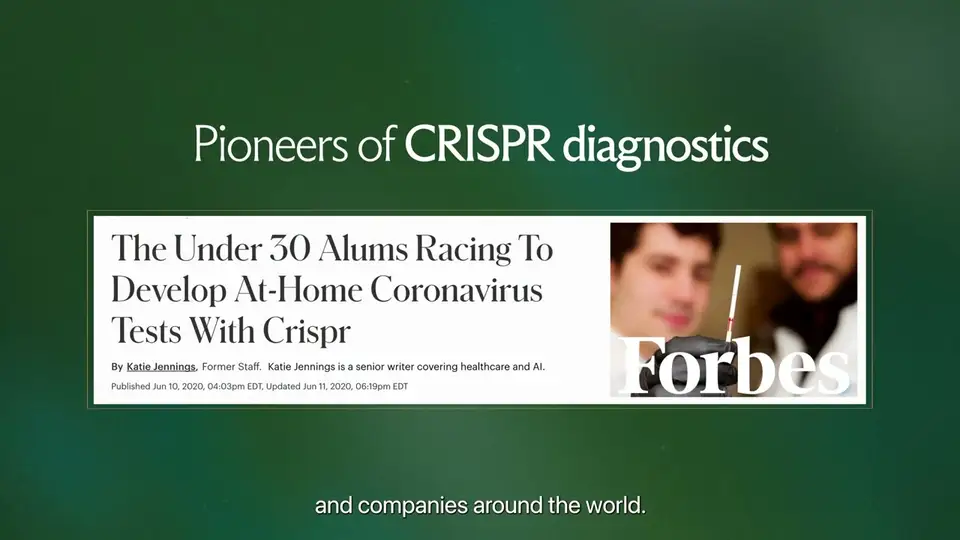 Pioneers of CRISPR diagnostics
The Under 30 Alums Racing To
Develop At-Home Coronavirus
Tests With Crispr
By Katie Jennings, Former Staff. Katie Jennings is a senior writer covering healthcare and AI.
Published Jun 10, 2020, 04:03pm EDT, Updated Jun 11, 2020, 06:19pm EDT
Forbes
and companies around the world.